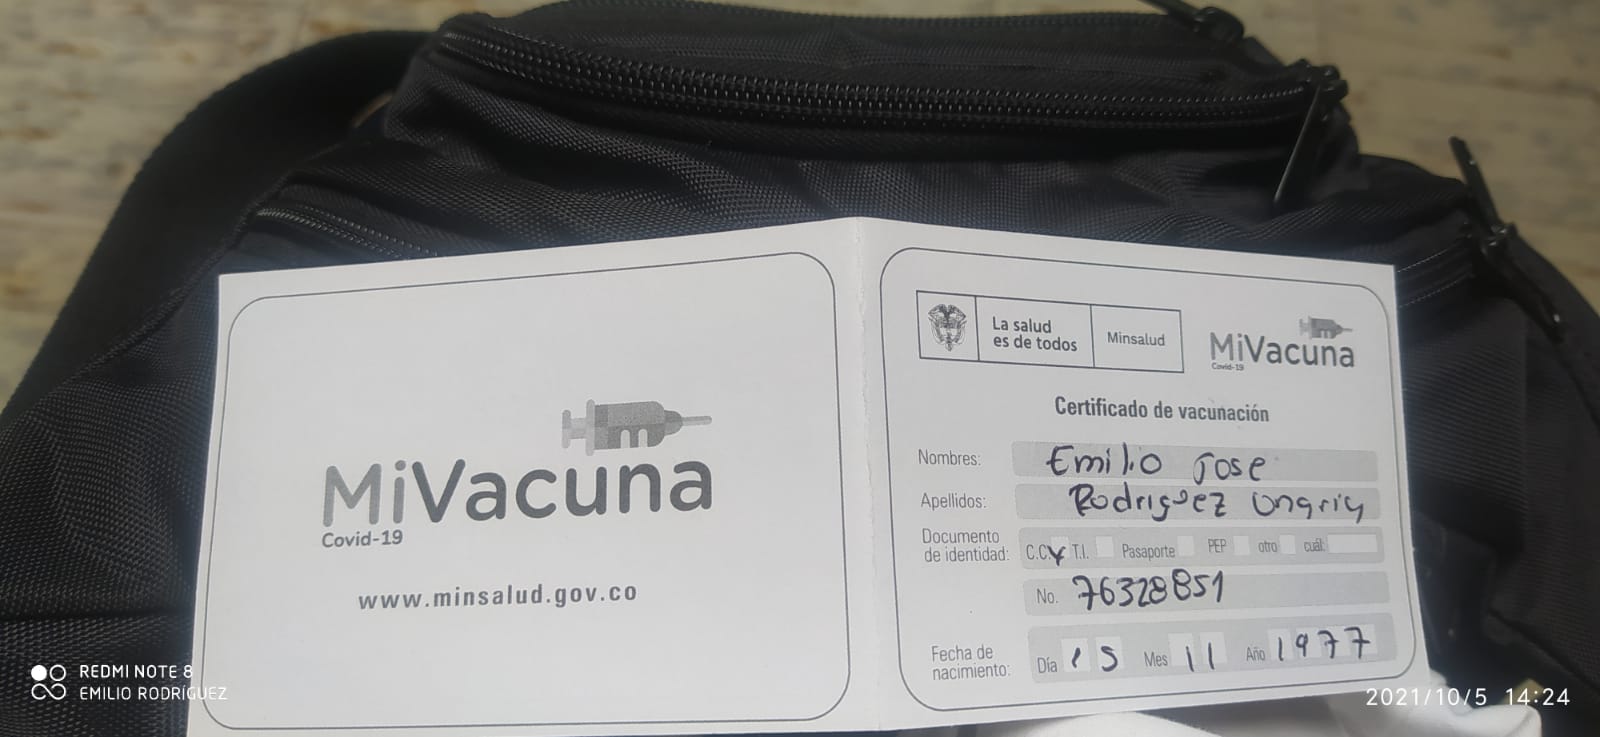 MiVacuna
Covid-19
www.minsalud.gov.co
La salud
es de todos
Minsalud
MiVacuna
Covid-19
Certificado de vacunación
Nombres: Emilio Jose
Apellidos: Rodriguez
Documento
de identidad: C.C. X T.I. Pasaporte PEP otro cuál:
No. 76328851
Fecha de
nacimiento: Día 15 Mes 11 Año 1977
REDMI NOTE 8
EMILIO RODRÍGUEZ
2021/10/5 14:24